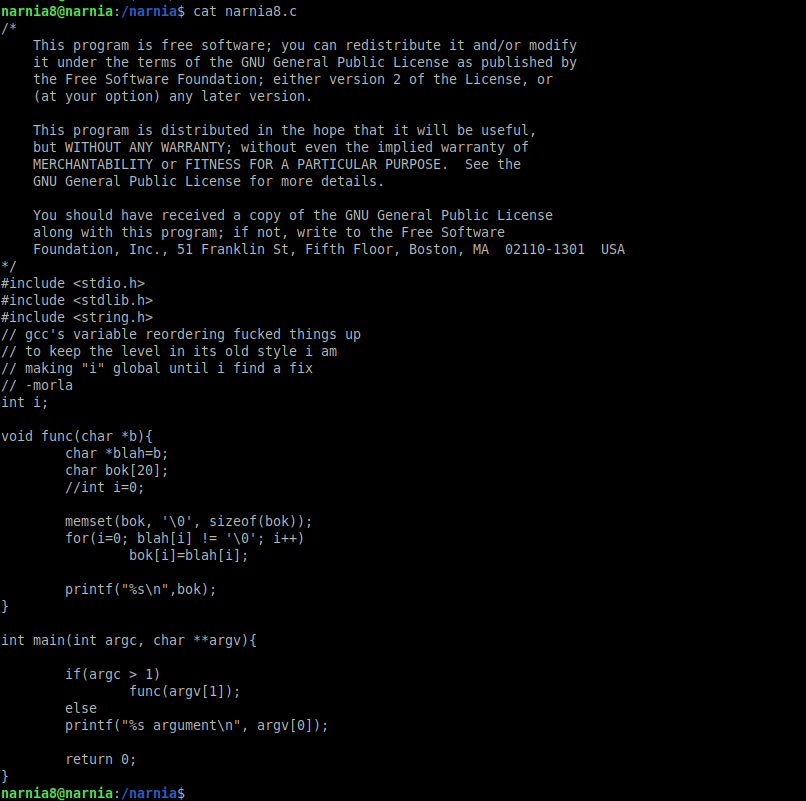 narnia8@narnia:/narnia$ cat narnia8.c
/*
    This program is free software; you can redistribute it and/or modify
    it under the terms of the GNU General Public License as published by
    the Free Software Foundation; either version 2 of the License, or
    (at your option) any later version.

    This program is distributed in the hope that it will be useful,
    but WITHOUT ANY WARRANTY; without even the implied warranty of
    MERCHANTABILITY or FITNESS FOR A PARTICULAR PURPOSE.  See the
    GNU General Public License for more details.

    You should have received a copy of the GNU General Public License
    along with this program; if not, write to the Free Software
    Foundation, Inc., 51 Franklin St, Fifth Floor, Boston, MA  02110-1301  USA
*/
#include <stdio.h>
#include <stdlib.h>
#include <string.h>
// gcc's variable reordering fucked things up
// to keep the level in its old style i am
// making "i" global until i find a fix
// -morla
int i;

void func(char *b){
        char *blah=b;
        char bok[20];
        //int i=0;

        memset(bok, '\0', sizeof(bok));
        for(i=0; blah[i] != '\0'; i++)
                bok[i]=blah[i];

        printf("%s\n",bok);
}

int main(int argc, char **argv){

        if(argc > 1)
                func(argv[1]);
        else
        printf("%s argument\n", argv[0]);

        return 0;
}
narnia8@narnia:/narnia$